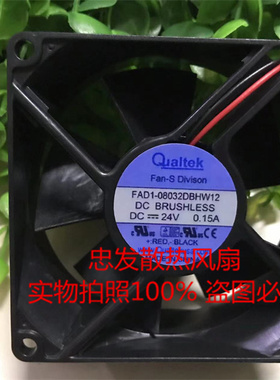 Qualtek
Fan-S Divison
FAD1-08032DBHW12
DC BRUSHLESS
DC 24V 0.15A
+:RED,-:BLACK
忠发散热风扇
实物拍照100% 盗图必